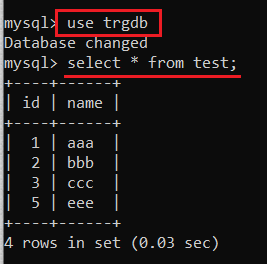 mysql> use trgdb
Database changed
mysql> select * from test;
+----+------+
| id | name |
+----+------+
|  1 | aaa  |
|  2 | bbb  |
|  3 | ccc  |
|  5 | eee  |
+----+------+
4 rows in set (0.03 sec)